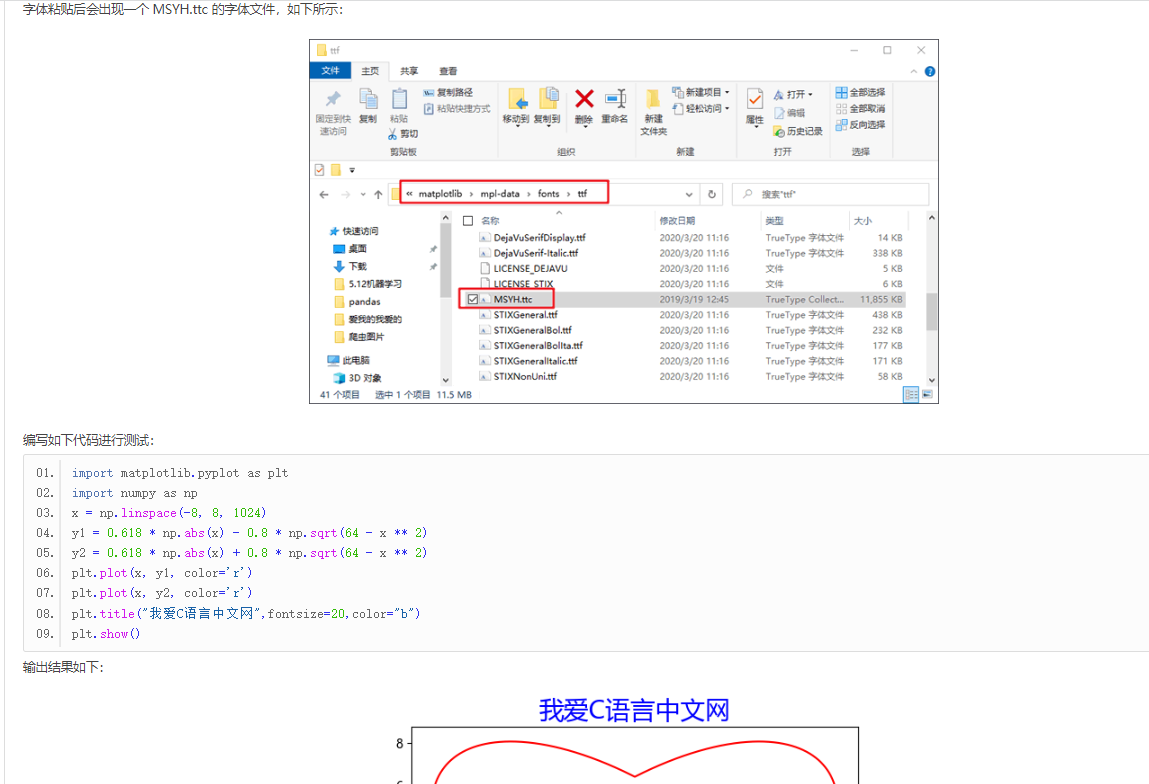 字体粘贴后会出现一个 MSYH.ttc 的字体文件，如下所示：
ttf
文件 主页 共享 查看
固定到快速访问 复制 粘贴 复制路径 粘贴快捷方式 剪切
移动到 复制到 删除 重命名 新建文件夹 新建项目 轻松访问
属性 打开 编辑 历史记录 全部选择 全部取消 反向选择
剪贴板 组织 新建 打开 选择
« matplotlib › mpl-data › fonts › ttf 搜索"ttf"
快速访问
桌面
下载
5.12机器学习
pandas
爱我的我爱的
爬虫图片
此电脑
3D 对象
名称 修改日期 类型 大小
DejaVuSerifDisplay.ttf 2020/3/20 11:16 TrueType 字体文件 14 KB
DejaVuSerif-Italic.ttf 2020/3/20 11:16 TrueType 字体文件 338 KB
LICENSE_DEJAVU 2020/3/20 11:16 文件 5 KB
LICENSE_STIX 2020/3/20 11:16 文件 6 KB
MSYH.ttc 2019/3/19 12:45 TrueType Collect... 11,855 KB
STIXGeneral.ttf 2020/3/20 11:16 TrueType 字体文件 438 KB
STIXGeneralBol.ttf 2020/3/20 11:16 TrueType 字体文件 232 KB
STIXGeneralBolIta.ttf 2020/3/20 11:16 TrueType 字体文件 177 KB
STIXGeneralItalic.ttf 2020/3/20 11:16 TrueType 字体文件 171 KB
STIXNonUni.ttf 2020/3/20 11:16 TrueType 字体文件 58 KB
41 个项目 选中 1 个项目 11.5 MB
编写如下代码进行测试：
01. import matplotlib.pyplot as plt
02. import numpy as np
03. x = np.linspace(-8, 8, 1024)
04. y1 = 0.618 * np.abs(x) - 0.8 * np.sqrt(64 - x ** 2)
05. y2 = 0.618 * np.abs(x) + 0.8 * np.sqrt(64 - x ** 2)
06. plt.plot(x, y1, color='r')
07. plt.plot(x, y2, color='r')
08. plt.title("我爱C语言中文网",fontsize=20,color="b")
09. plt.show()
输出结果如下：
我爱C语言中文网
8